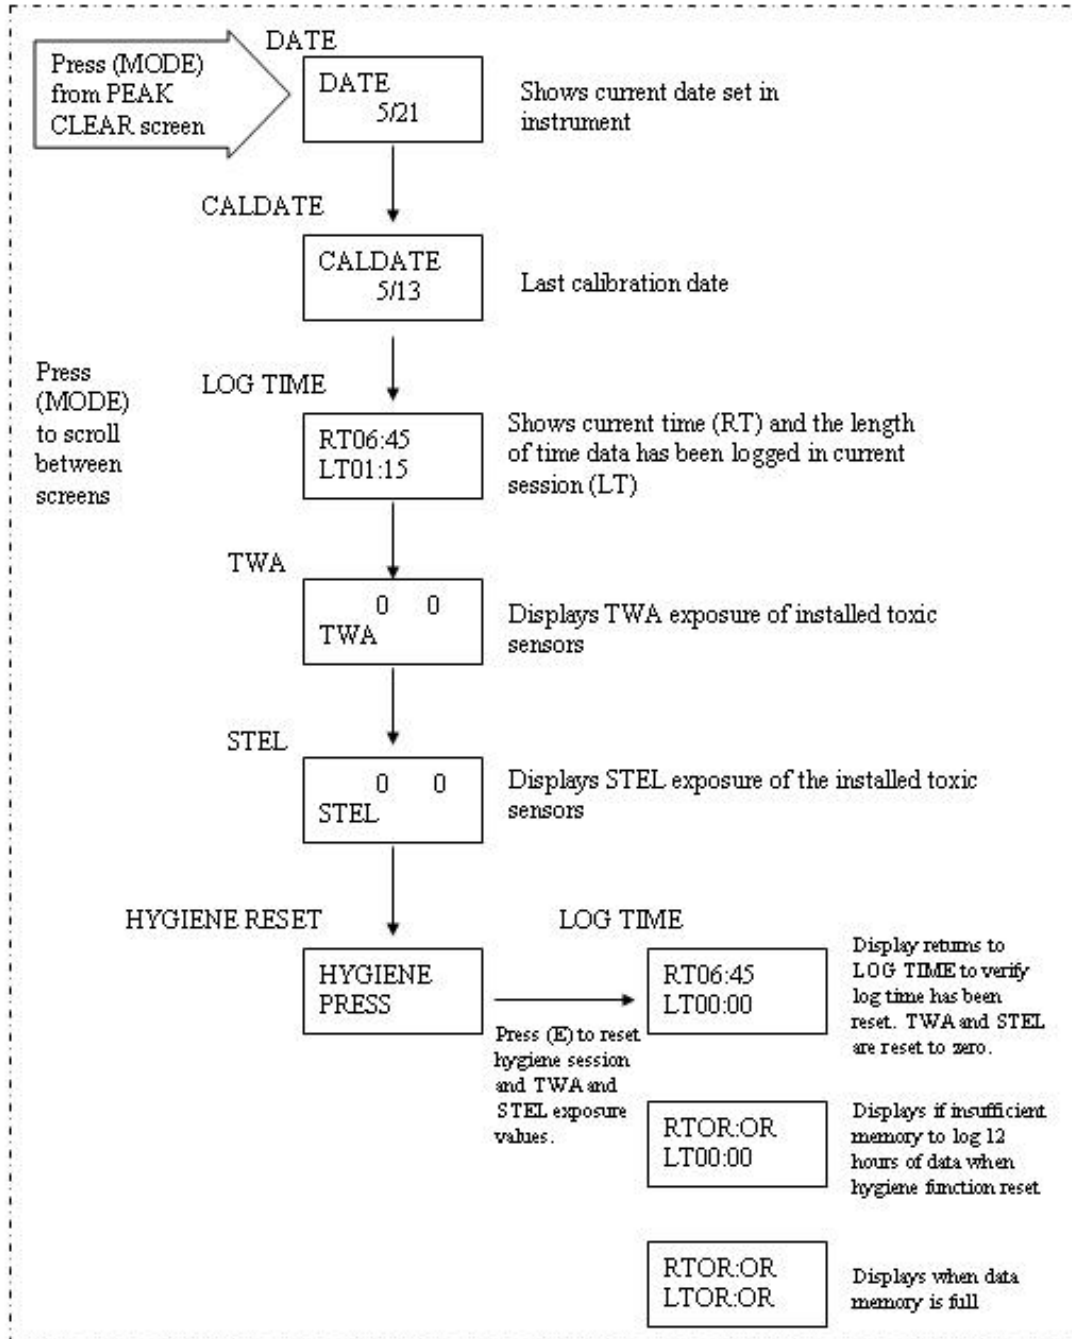 DATE
Press (MODE)
from PEAK
CLEAR screen
DATE
5/21
Shows current date set in
instrument
CALDATE
CALDATE
5/13
Last calibration date
Press
(MODE)
to scroll
between
screens
LOG TIME
RT06:45
LT01:15
Shows current time (RT) and the length
of time data has been logged in current
session (LT)
TWA
0 0
TWA
Displays TWA exposure of installed toxic
sensors
STEL
0 0
STEL
Displays STEL exposure of the installed toxic
sensors
HYGIENE RESET
HYGIENE
PRESS
Press (E) to reset
hygiene session
and TWA and
STEL exposure
values.
LOG TIME
RT06:45
LT00:00
Display returns to
LOG TIME to verify
log time has been
reset. TWA and STEL
are reset to zero.
RTOR:OR
LT00:00
Displays if insufficient
memory to log 12
hours of data when
hygiene function reset
RTOR:OR
LTOR:OR
Displays when data
memory is full